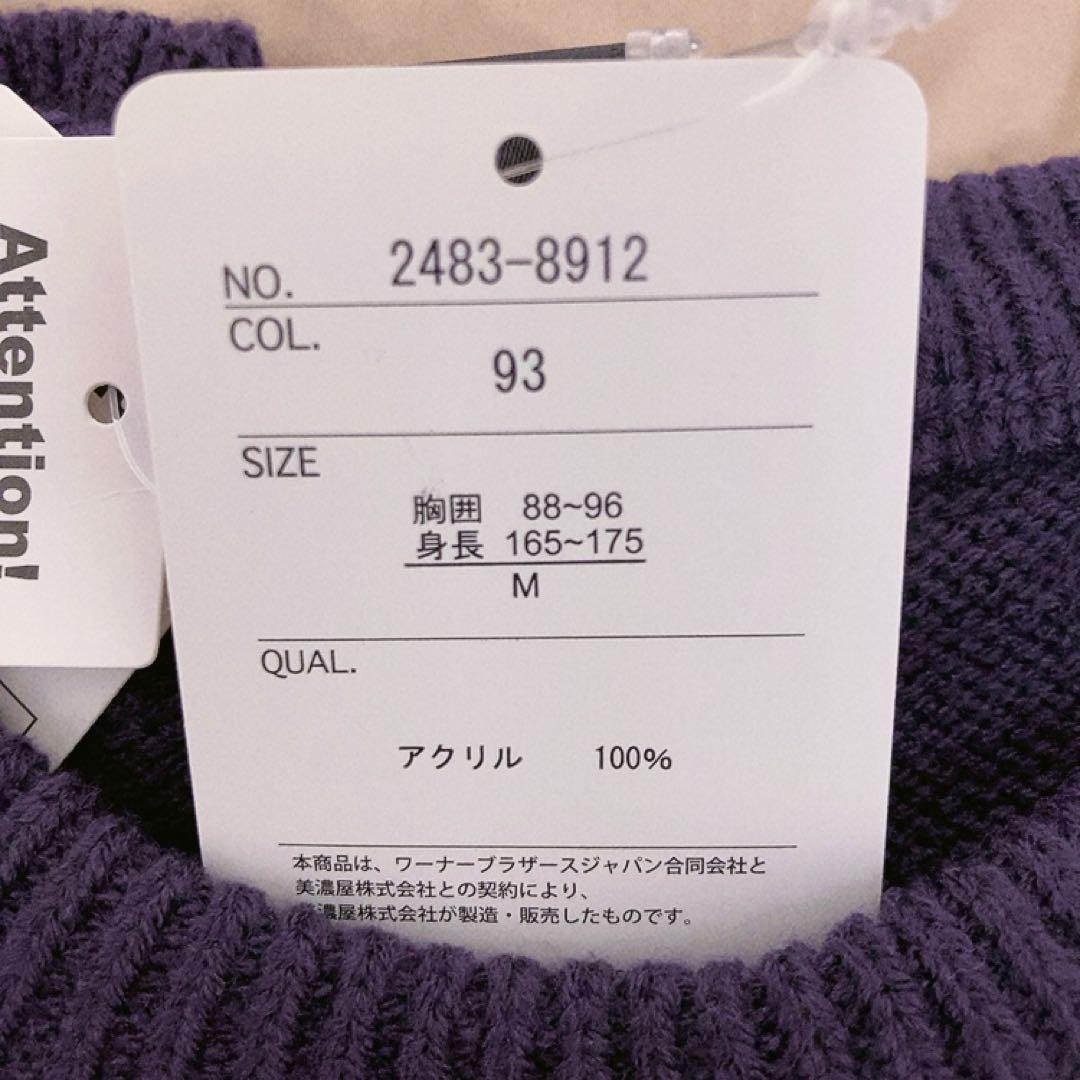 Attention!
NO. 2483-8912
COL.
93
SIZE
胸囲 88~96
身長 165~175
M
QUAL.
アクリル 100%
本商品は、ワーナーブラザースジャパン合同会社と
美濃屋株式会社との契約により、
美濃屋株式会社が製造・販売したものです。